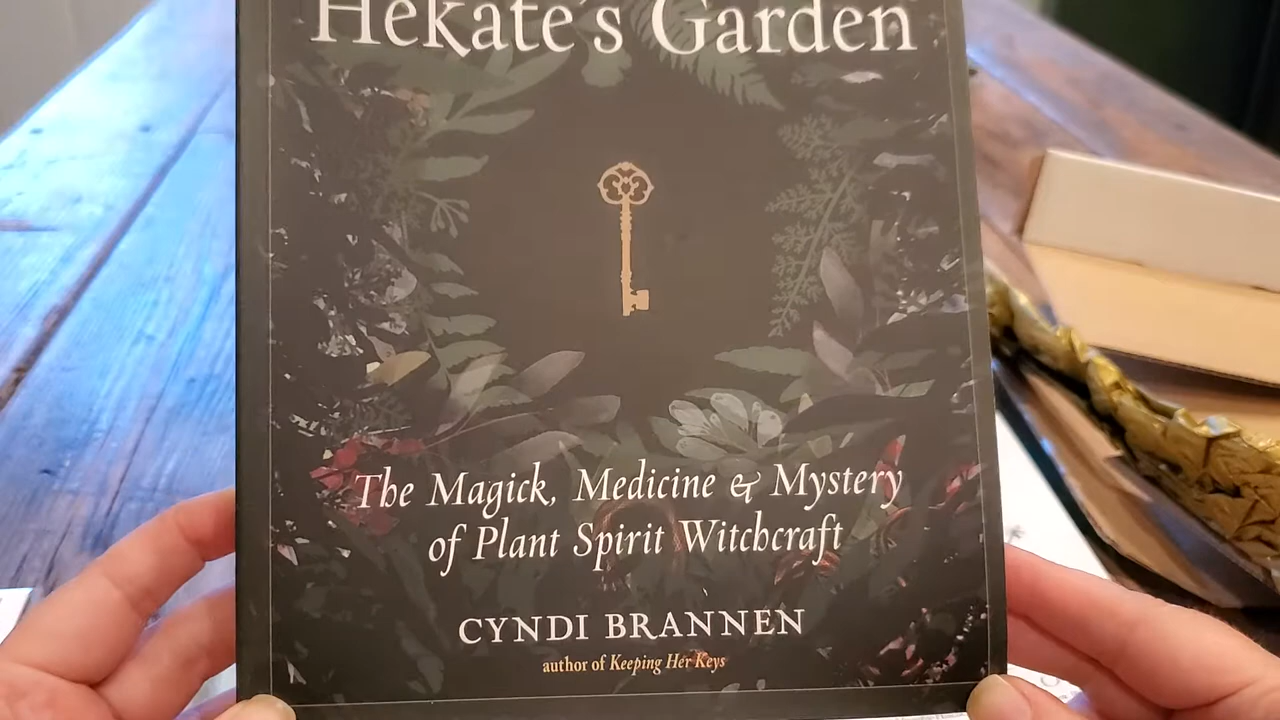 Hekate's Garden
The Magick, Medicine & Mystery
of Plant Spirit Witchcraft
CYNDI BRANNEN
author of Keeping Her Keys